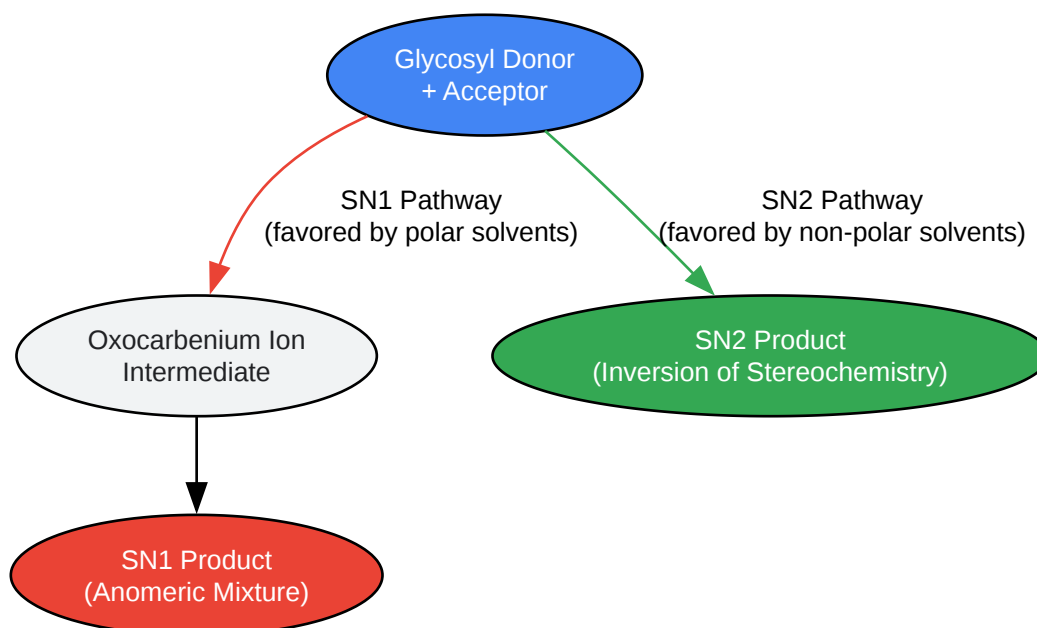 Glycosyl Donor
+ Acceptor
SN1 Pathway
(favored by polar solvents)
SN2 Pathway
(favored by non-polar solvents)
Oxocarbenium Ion
Intermediate
SN2 Product
(Inversion of Stereochemistry)
SN1 Product
(Anomeric Mixture)